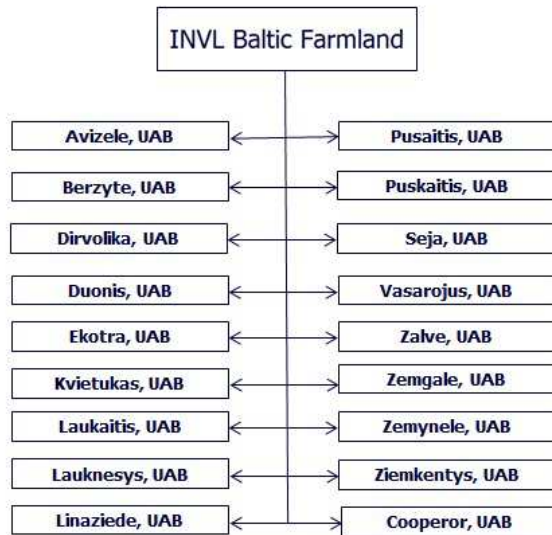 INVL Baltic Farmland
Avizele, UAB
Pusaitis, UAB
Berzyte, UAB
Puskaitis, UAB
Dirvolika, UAB
Seja, UAB
Duonis, UAB
Vasarojus, UAB
Ekotra, UAB
Zalve, UAB
Kvietukas, UAB
Zemgale, UAB
Laukaitis, UAB
Zemynele, UAB
Lauknesys, UAB
Ziemkentys, UAB
Linaziede, UAB
Cooperor, UAB